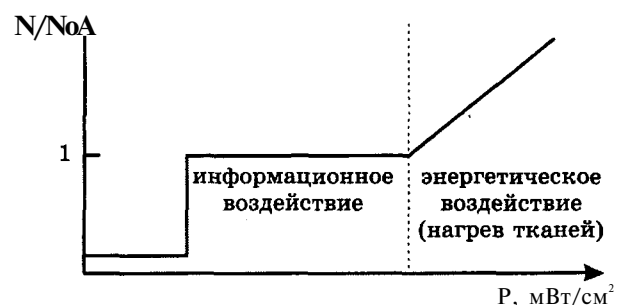 N/NoA
1
информационное
воздействие
энергетическое
воздействие
(нагрев тканей)
P, мВт/см²